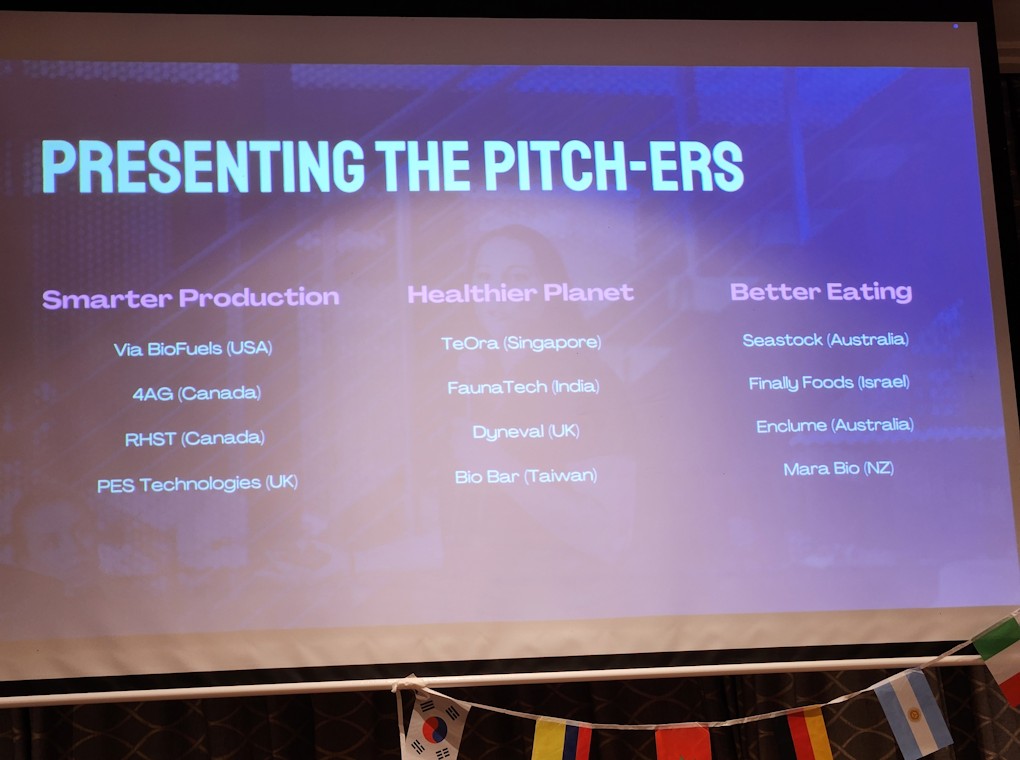 PRESENTING THE PITCH-ERS
Smarter Production
Via BioFuels (USA)
4AG (Canada)
RHST (Canada)
PES Technologies (UK)
Healthier Planet
TeOra (Singapore)
FaunaTech (India)
Dyneval (UK)
Bio Bar (Taiwan)
Better Eating
Seastock (Australia)
Finally Foods (Israel)
Enclume (Australia)
Mara Bio (NZ)